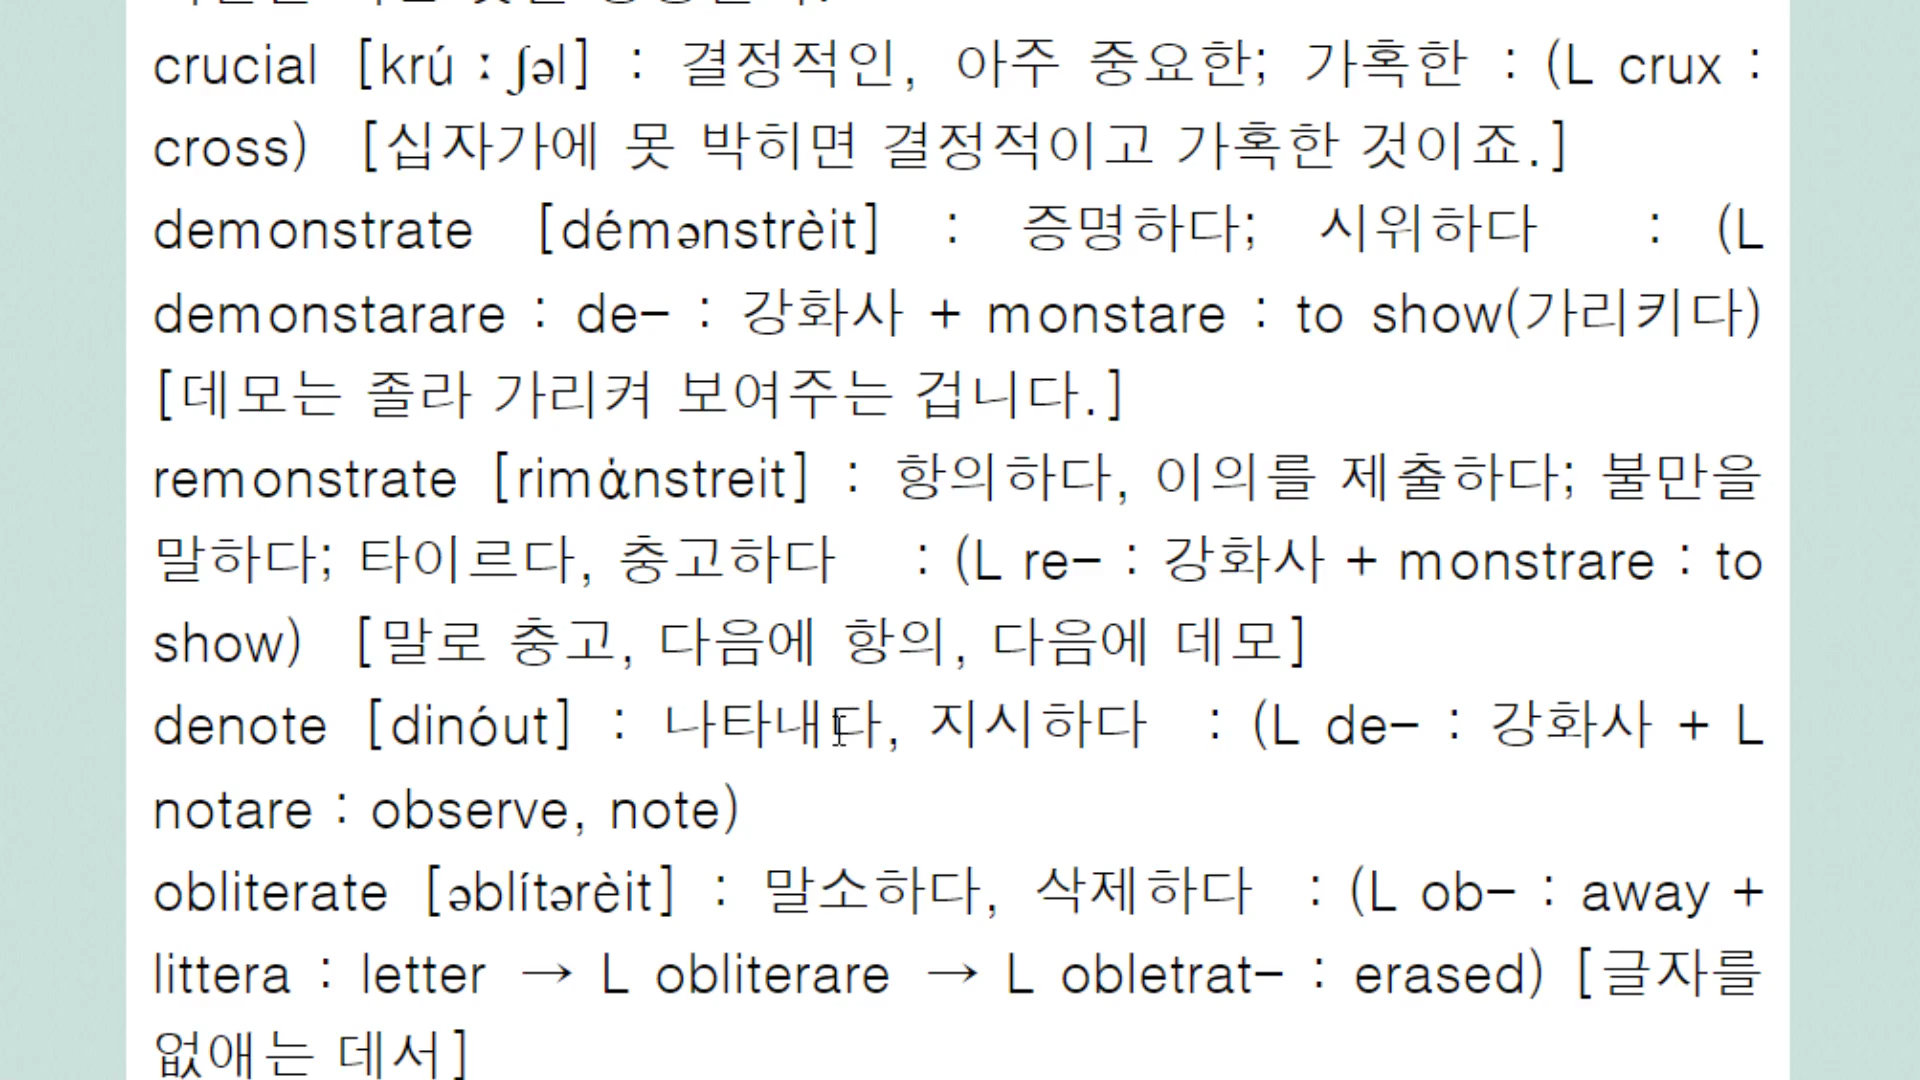 crucial [krúːʃəl] : 결정적인, 아주 중요한; 가혹한 : (L crux :
cross) [십자가에 못 박히면 결정적이고 가혹한 것이죠.]
demonstrate [démənstrèit] : 증명하다; 시위하다 : (L
demonstarare : de- : 강화사 + monstare : to show(가리키다)
[데모는 졸라 가리켜 보여주는 겁니다.]
remonstrate [rimάnstreit] : 항의하다, 이의를 제출하다; 불만을
말하다; 타이르다, 충고하다 : (L re- : 강화사 + monstrare : to
show) [말로 충고, 다음에 항의, 다음에 데모]
denote [dinóut] : 나타내다, 지시하다 : (L de- : 강화사 + L
notare : observe, note)
obliterate [əblítərèit] : 말소하다, 삭제하다 : (L ob- : away +
littera : letter → L obliterare → L obletrat- : erased) [글자를
없애는 데서]